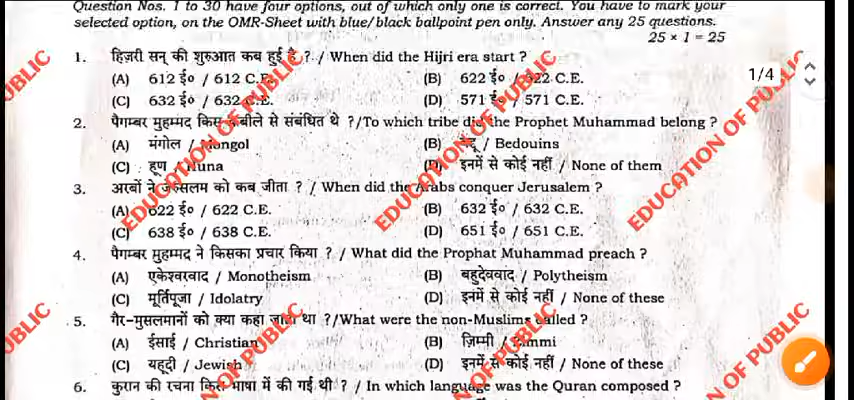 Question Nos. 1 to 30 have four options, out of which only one is correct. You have to mark your
selected option, on the OMR-Sheet with blue/black ballpoint pen only. Answer any 25 questions.
25 × 1 = 25
1. हिज़री सन् की शुरुआत कब हुई है ? / When did the Hijri era start ?
(A) 612 ई० / 612 C.E. (B) 622 ई० / 622 C.E.
1/4
(C) 632 ई० / 632 C.E. (D) 571 ई० / 571 C.E.
2. पैगम्बर मुहम्मद किस कबीले से संबंधित थे ?/To which tribe did the Prophet Muhammad belong ?
(A) मंगोल / Mongol (B) / Bedouins
(C) हूण / Huna (D) इनमें से कोई नहीं / None of them
3. अरबों ने जेरूसलम को कब जीता ? / When did the Arabs conquer Jerusalem ?
(A) 622 ई० / 622 C.E. (B) 632 ई० / 632 C.E.
(C) 638 ई० / 638 C.E. (D) 651 ई० / 651 C.E.
4. पैगम्बर मुहम्मद ने किसका प्रचार किया ? / What did the Prophat Muhammad preach ?
(A) एकेश्वरवाद / Monotheism (B) बहुदेववाद / Polytheism
(C) मूर्तिपूजा / Idolatry (D) इनमें से कोई नहीं / None of these
5. गैर-मुसलमानों को क्या कहा जाता था ?/What were the non-Muslims called ?
(A) ईसाई / Christian (B) ज़िम्मी / Zimmi
(C) यहूदी / Jewish (D) इनमें से कोई नहीं / None of these
6. कुरान की रचना किस भाषा में की गई थी ? / In which language was the Quran composed ?
EDUCATION OF PUBLIC
EDUCATION OF PUBLIC
EDUCATION OF PUBLIC